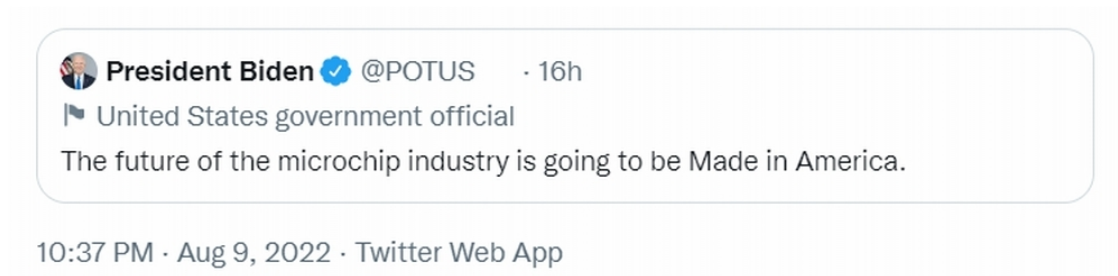 President Biden @POTUS · 16h
United States government official
The future of the microchip industry is going to be Made in America.
10:37 PM · Aug 9, 2022 · Twitter Web App